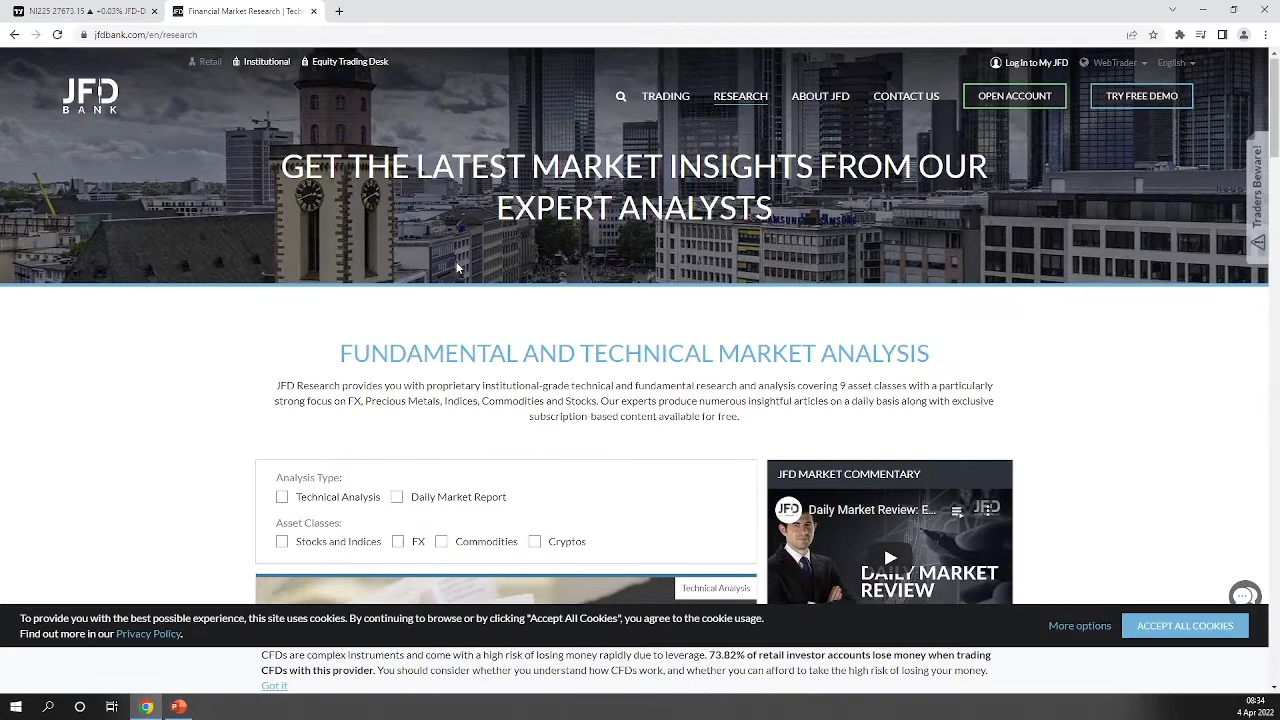 NI225 27673.15 ▲ +0.03% JFD-D
Financial Market Research | Tech
jfdbank.com/en/research
Retail Institutional Equity Trading Desk
Log In to My JFD WebTrader English
JFD
BANK
TRADING RESEARCH ABOUT JFD CONTACT US OPEN ACCOUNT TRY FREE DEMO
GET THE LATEST MARKET INSIGHTS FROM OUR
EXPERT ANALYSTS
SAMSUNG
Traders Beware!
FUNDAMENTAL AND TECHNICAL MARKET ANALYSIS
JFD Research provides you with proprietary institutional-grade technical and fundamental research and analysis covering 9 asset classes with a particularly
strong focus on FX, Precious Metals, Indices, Commodities and Stocks. Our experts produce numerous insightful articles on a daily basis along with exclusive
subscription-based content available for free.
Analysis Type:
Technical Analysis Daily Market Report
Asset Classes:
Stocks and Indices FX Commodities Cryptos
Technical Analysis
JFD MARKET COMMENTARY
JFD Daily Market Review: E... JFD
DAILY MARKET
REVIEW
To provide you with the best possible experience, this site uses cookies. By continuing to browse or by clicking "Accept All Cookies", you agree to the cookie usage.
Find out more in our Privacy Policy.
More options ACCEPT ALL COOKIES
CFDs are complex instruments and come with a high risk of losing money rapidly due to leverage. 73.82% of retail investor accounts lose money when trading
CFDs with this provider. You should consider whether you understand how CFDs work, and whether you can afford to take the high risk of losing your money.
Got it
08:34
4 Apr 2022